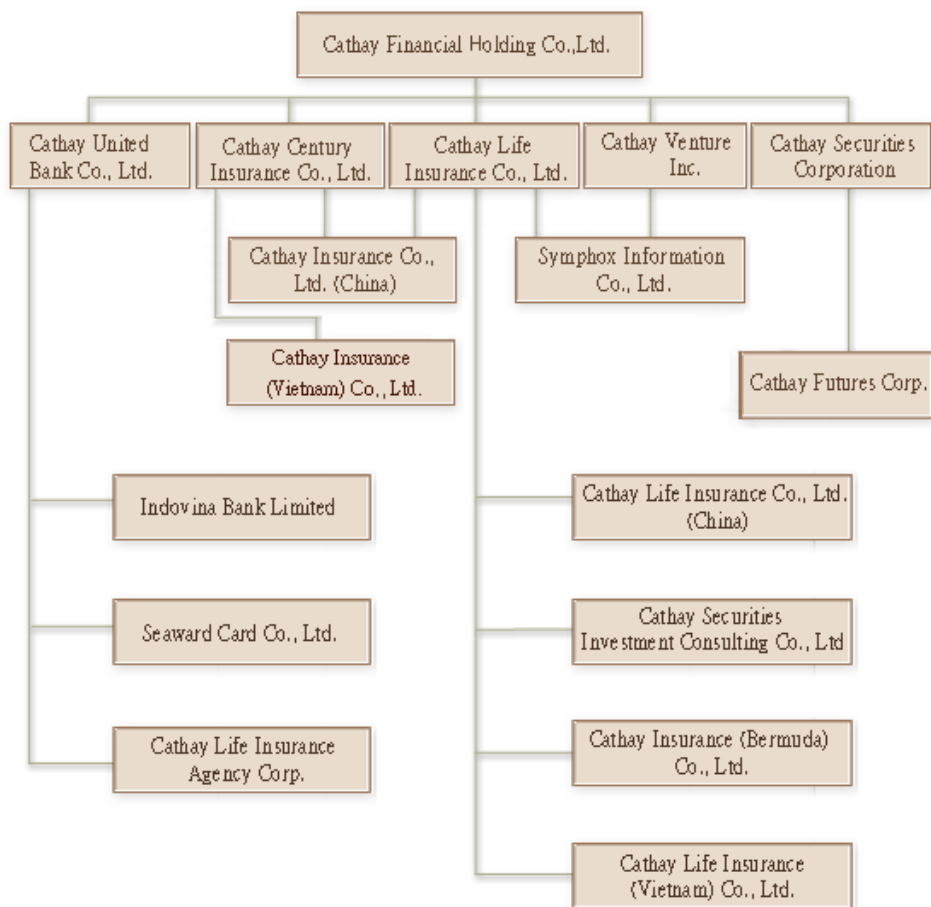 Cathay Financial Holding Co.,Ltd.
Cathay United
Bank Co., Ltd.
Cathay Century
Insurance Co., Ltd.
Cathay Life
Insurance Co., Ltd.
Cathay Venture
Inc.
Cathay Securities
Corporation
Cathay Insurance Co.,
Ltd. (China)
Symphox Information
Co., Ltd.
Cathay Insurance
(Vietnam) Co., Ltd.
Cathay Futures Corp.
Indovina Bank Limited
Cathay Life Insurance Co., Ltd.
(China)
Seaward Card Co., Ltd.
Cathay Securities
Investment Consulting Co., Ltd
Cathay Life Insurance
Agency Corp.
Cathay Insurance (Bermuda)
Co., Ltd.
Cathay Life Insurance
(Vietnam) Co., Ltd.